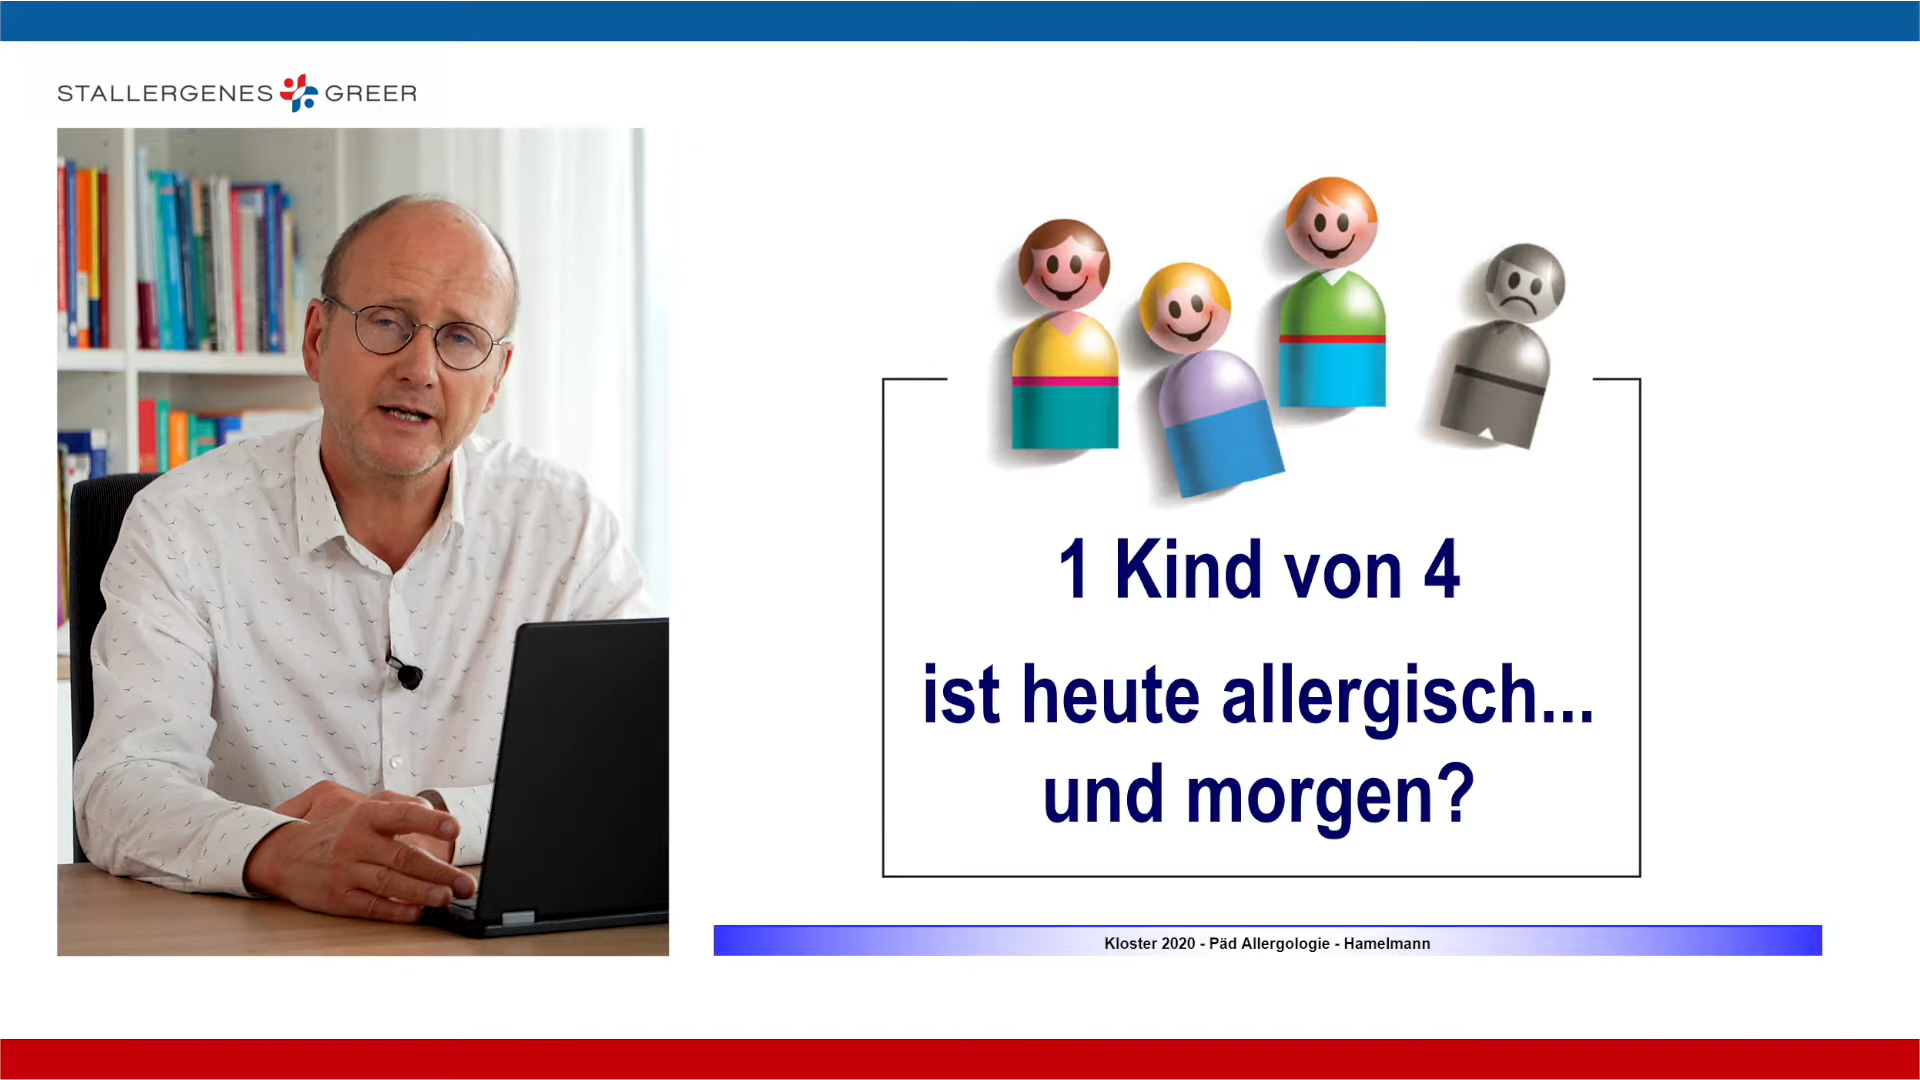 STALLERGENES GREER
1 Kind von 4
ist heute allergisch...
und morgen?
Kloster 2020 - Päd Allergologie - Hamelmann